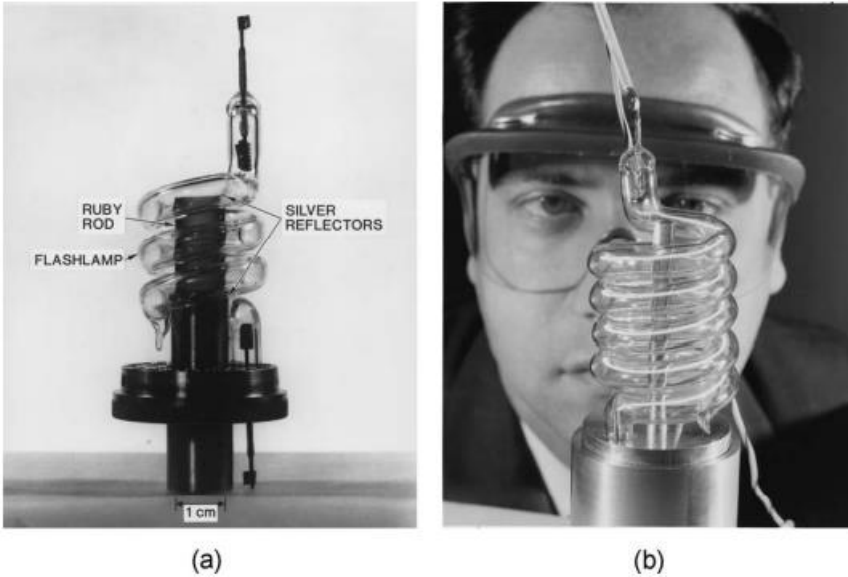 RUBY
ROD
SILVER
REFLECTORS
FLASHLAMP
1 cm
(a)
(b)